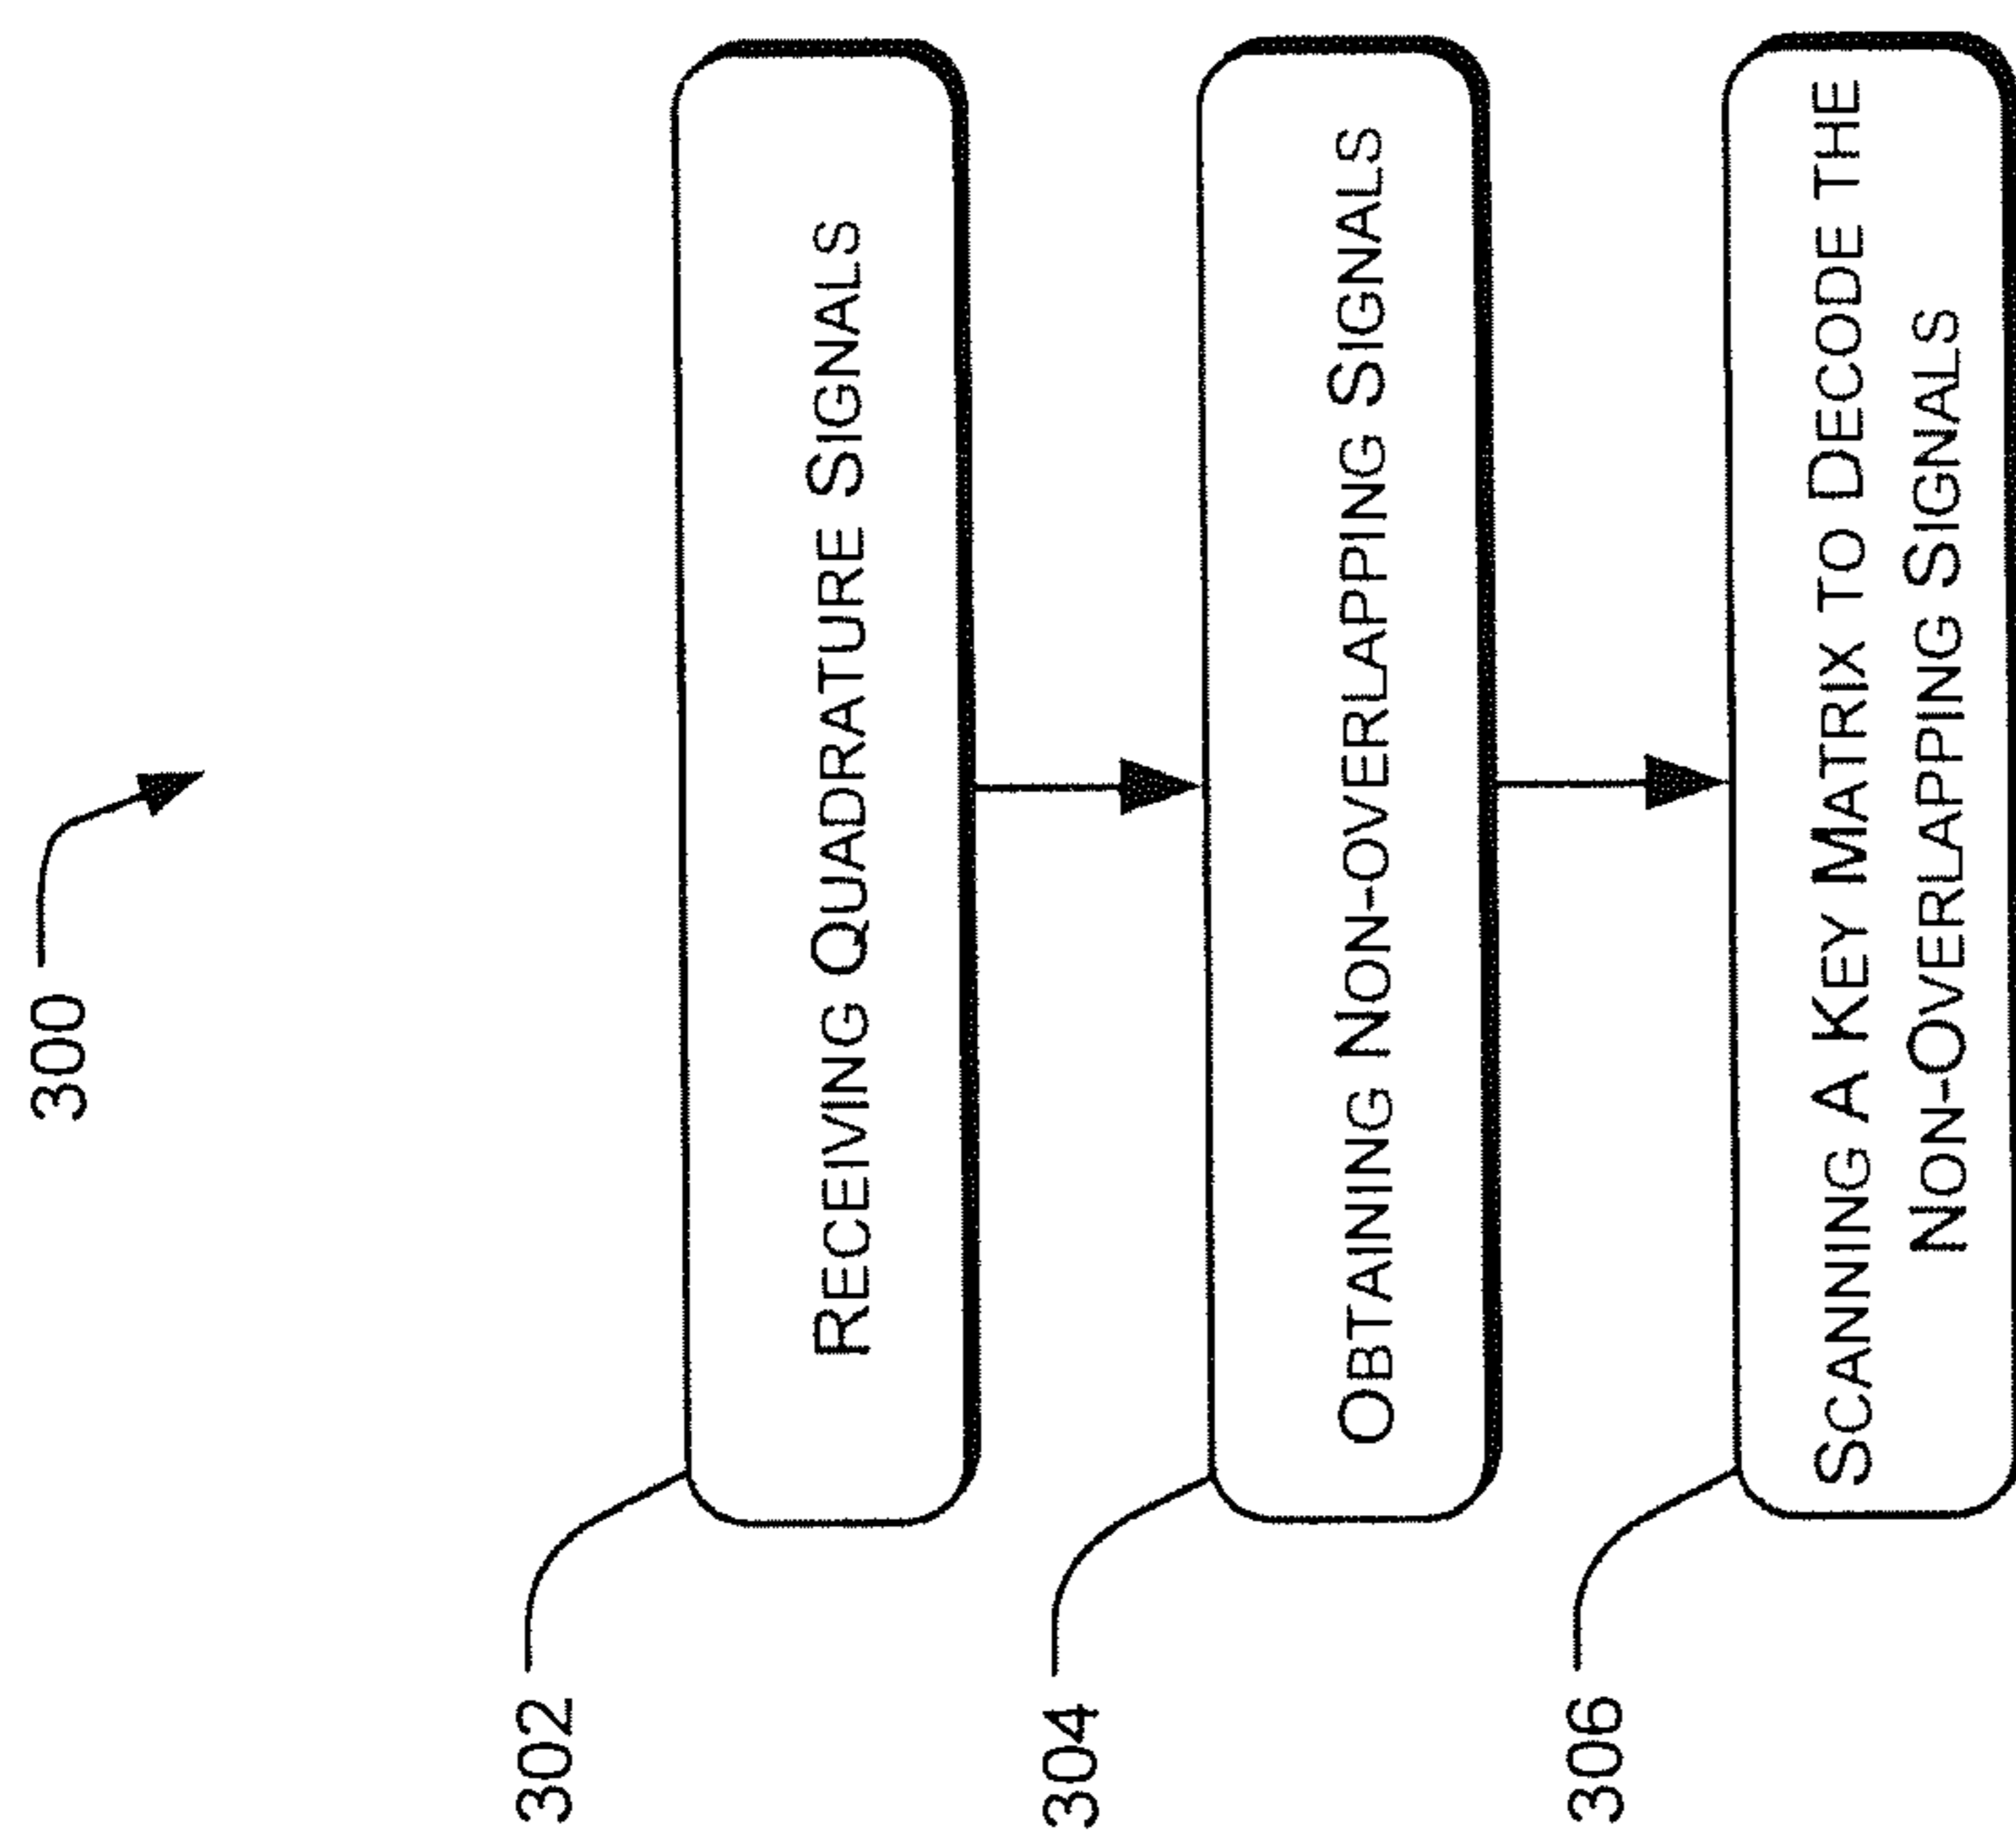 300
302
RECEIVING QUADRATURE SIGNALS
304
OBTAINING NON-OVERLAPPING SIGNALS
306
SCANNING A KEY MATRIX TO DECODE THE
NON-OVERLAPPING SIGNALS